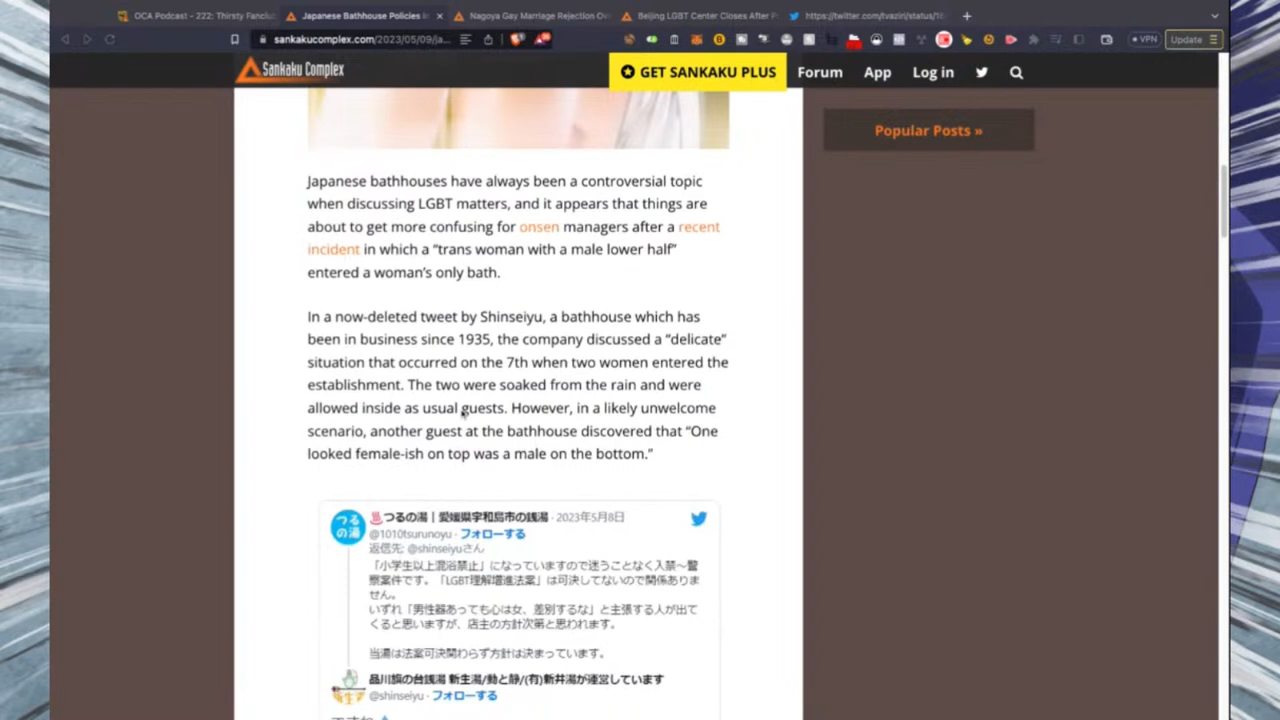 OCA Podcast - 222: Thirsty Fanclu
Japanese Bathhouse Policies
Nagoya Gay Marriage Rejection Ov
Beijing LGBT Center Closes After P
https://twitter.com/tvaziri/status/16
sankakucomplex.com/2023/05/09/ja...
VPN
Update
Sankaku Complex
GET SANKAKU PLUS
Forum
App
Log in
Popular Posts »
Japanese bathhouses have always been a controversial topic
when discussing LGBT matters, and it appears that things are
about to get more confusing for onsen managers after a recent
incident in which a “trans woman with a male lower half”
entered a woman’s only bath.
In a now-deleted tweet by Shinseiyu, a bathhouse which has
been in business since 1935, the company discussed a “delicate”
situation that occurred on the 7th when two women entered the
establishment. The two were soaked from the rain and were
allowed inside as usual guests. However, in a likely unwelcome
scenario, another guest at the bathhouse discovered that “One
looked female-ish on top was a male on the bottom.”
つるの湯
つるの湯｜愛媛県宇和島市の銭湯 · 2023年5月8日
@1010tsurunoyu · フォローする
返信先: @shinseiyuさん
「小学生以上混浴禁止」になっていますので迷うことなく入禁〜警
察案件です。「LGBT理解増進法案」は可決してないので関係ありま
せん。
いずれ「男性器あっても心は女、差別するな」と主張する人が出て
くると思いますが、店主の方針次第と思われます。
当湯は法案可決関わらず方針は決まっています。
品川旗の台銭湯 新生湯/動と静/(有)新井湯が運営しています
@shinseiyu · フォローする